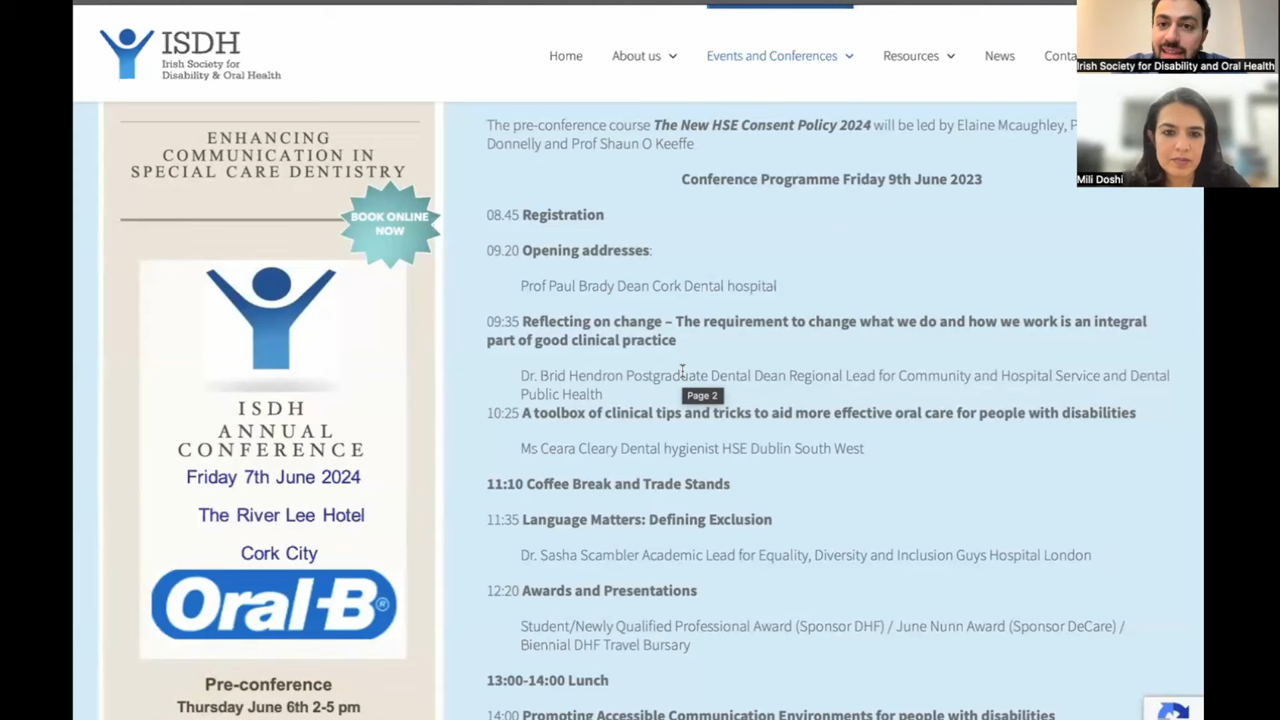 ISDH
Irish Society for
Disability & Oral Health
Home
About us
Events and Conferences
Resources
News
Irish Society for Disability and Oral Health
Mili Doshi
ENHANCING
COMMUNICATION IN
SPECIAL CARE DENTISTRY
BOOK ONLINE
NOW
ISDH
ANNUAL
CONFERENCE
Friday 7th June 2024
The River Lee Hotel
Cork City
Oral-B®
Pre-conference
Thursday June 6th 2-5 pm
The pre-conference course The New HSE Consent Policy 2024 will be led by Elaine Mcaughley,
Donnelly and Prof Shaun O Keeffe
Conference Programme Friday 9th June 2023
08.45 Registration
09.20 Opening addresses:
Prof Paul Brady Dean Cork Dental hospital
09:35 Reflecting on change – The requirement to change what we do and how we work is an integral
part of good clinical practice
Dr. Brid Hendron Postgraduate Dental Dean Regional Lead for Community and Hospital Service and Dental
Public Health
Page 2
10:25 A toolbox of clinical tips and tricks to aid more effective oral care for people with disabilities
Ms Ceara Cleary Dental hygienist HSE Dublin South West
11:10 Coffee Break and Trade Stands
11:35 Language Matters: Defining Exclusion
Dr. Sasha Scambler Academic Lead for Equality, Diversity and Inclusion Guys Hospital London
12:20 Awards and Presentations
Student/Newly Qualified Professional Award (Sponsor DHF) / June Nunn Award (Sponsor DeCare) /
Biennial DHF Travel Bursary
13:00-14:00 Lunch
14:00 Promoting Accessible Communication Environments for people with disabilities